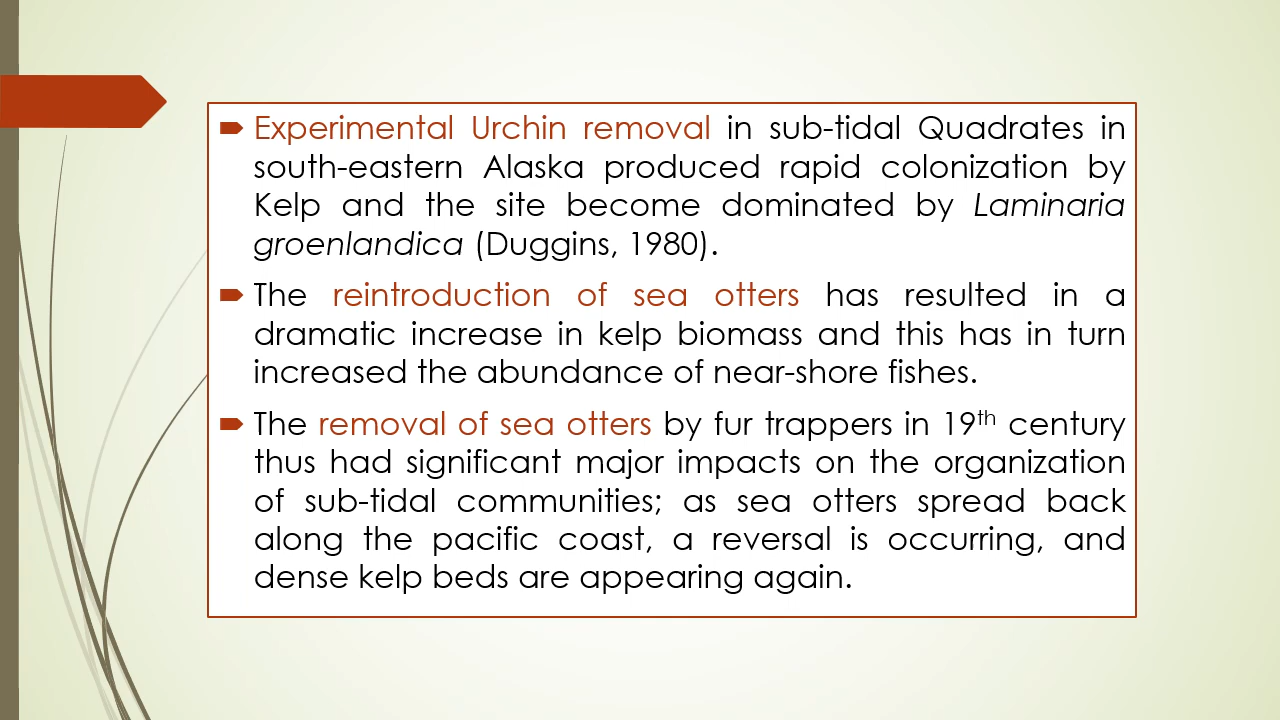 Experimental Urchin removal in sub-tidal Quadrates in
south-eastern Alaska produced rapid colonization by
Kelp and the site become dominated by Laminaria
groenlandica (Duggins, 1980).
The reintroduction of sea otters has resulted in a
dramatic increase in kelp biomass and this has in turn
increased the abundance of near-shore fishes.
The removal of sea otters by fur trappers in 19th century
thus had significant major impacts on the organization
of sub-tidal communities; as sea otters spread back
along the pacific coast, a reversal is occurring, and
dense kelp beds are appearing again.